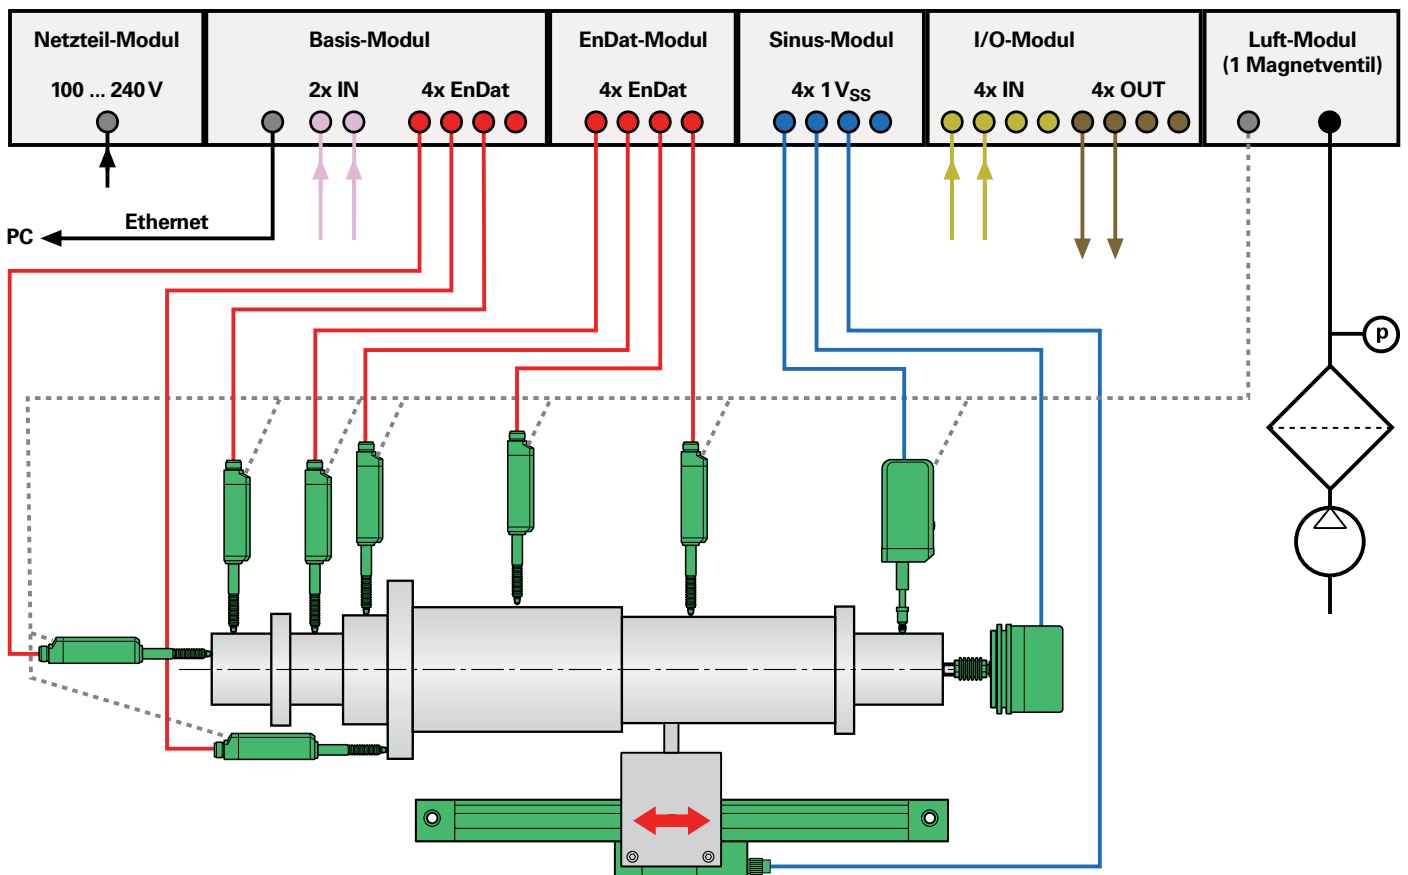 Netzteil-Modul
100 ... 240 V
Basis-Modul
2x IN
4x EnDat
EnDat-Modul
4x EnDat
Sinus-Modul
4x 1 VSS
I/O-Modul
4x IN
4x OUT
Luft-Modul
(1 Magnetventil)
Ethernet
PC
p